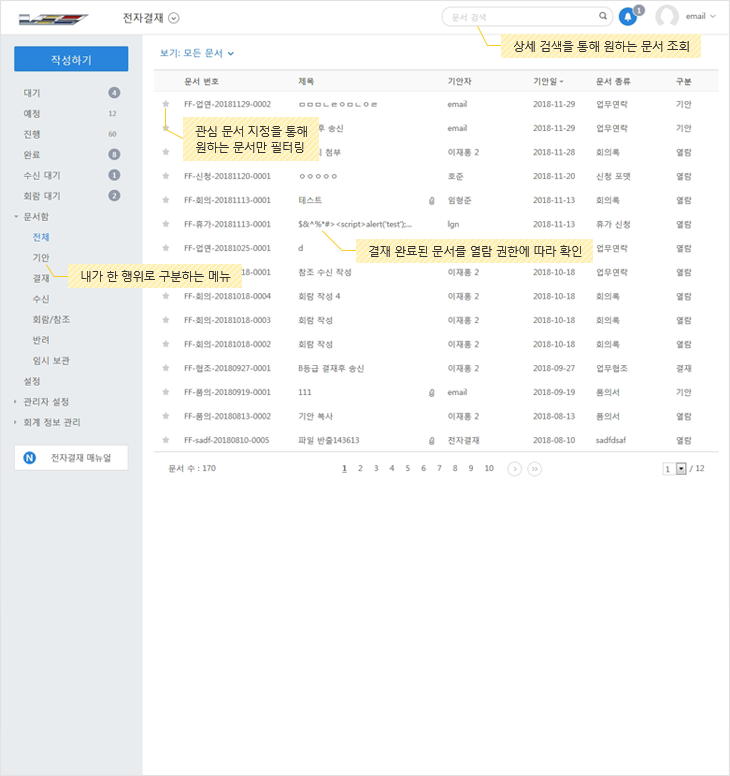 전자결재
문서 검색
1
email
상세 검색을 통해 원하는 문서 조회
작성하기
대기 4
예정 12
진행 60
완료 8
수신 대기 1
회람 대기 2
문서함
전체
기안
결재
내가 한 행위로 구분하는 메뉴
수신
회람/참조
반려
임시 보관
설정
관리자 설정
회계 정보 관리
N 전자결재 매뉴얼
보기: 모든 문서
문서 번호 제목 기안자 기안일 문서 종류 구분
FF-업연-20181129-0002 ㅁㅁㅁㄴㄹㅇㅁㄴㅇㄹ email 2018-11-29 업무연락 기안
후 송신 email 2018-11-29 업무연락 기안
관심 문서 지정을 통해
원하는 문서만 필터링
첨부 이재홍 2 2018-11-28 회의록 열람
FF-신청-20181120-0001 ㅇㅇㅇㅇㅇ 호준 2018-11-20 신청 포맷 열람
FF-회의-20181113-0001 테스트 임형준 2018-11-13 회의록 열람
FF-휴가-20181113-0001 $&^%*#><script>alert('test');... lgn 2018-11-13 휴가 신청 열람
FF-업연-20181025-0001 d 업무연락 열람
결재 완료된 문서를 열람 권한에 따라 확인
018-0001 참조 수신 작성 이재홍 2 2018-10-18 업무연락 열람
FF-회의-20181018-0004 회람 작성 4 이재홍 2 2018-10-18 회의록 열람
FF-회의-20181018-0003 회람 작성 이재홍 2 2018-10-18 회의록 열람
FF-회의-20181018-0002 회람 작성 이재홍 2 2018-10-18 회의록 열람
FF-협조-20180927-0001 B등급 결재후 송신 이재홍 2 2018-09-27 업무협조 결재
FF-품의-20180919-0001 111 email 2018-09-19 품의서 기안
FF-품의-20180813-0002 기안 복사 이재홍 2 2018-08-13 품의서 열람
FF-sadf-20180810-0005 파일 반출143613 전자결재 2018-08-10 sadfdsaf 열람
문서 수 : 170 1 2 3 4 5 6 7 8 9 10 1 / 12